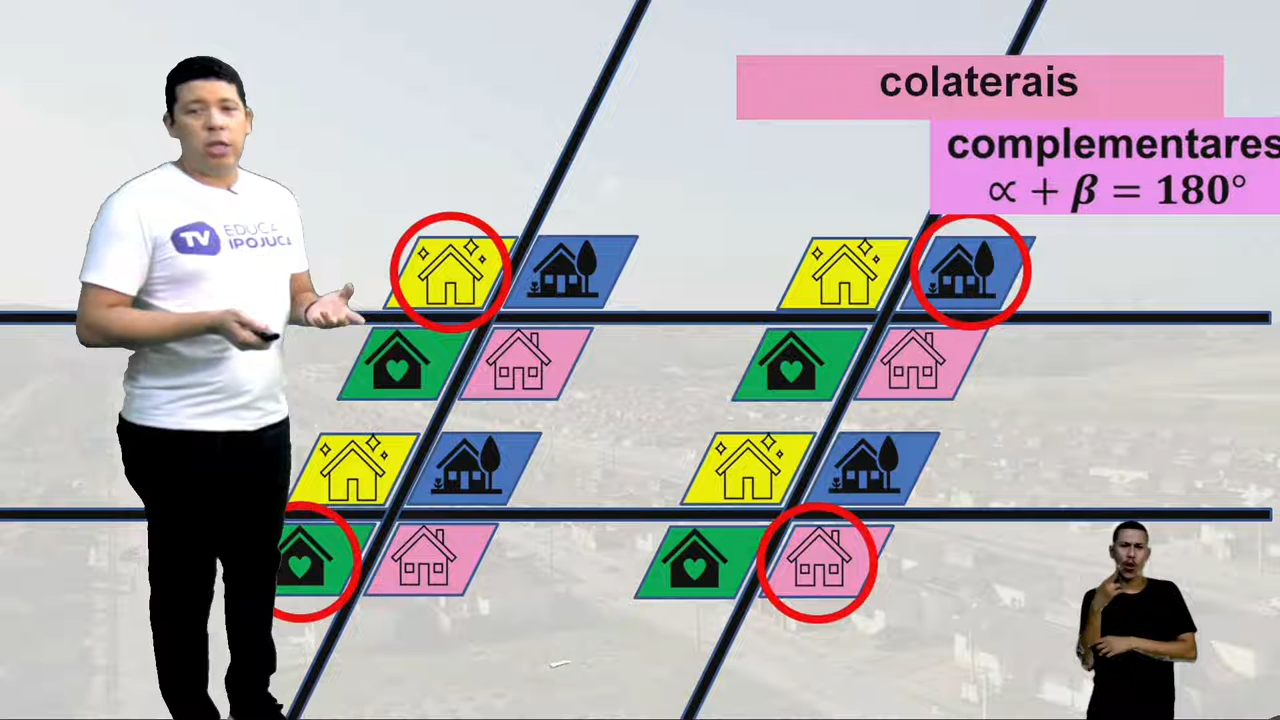 colaterais
complementares
∝ + β = 180°
TV EDUCA
IPOJUCA